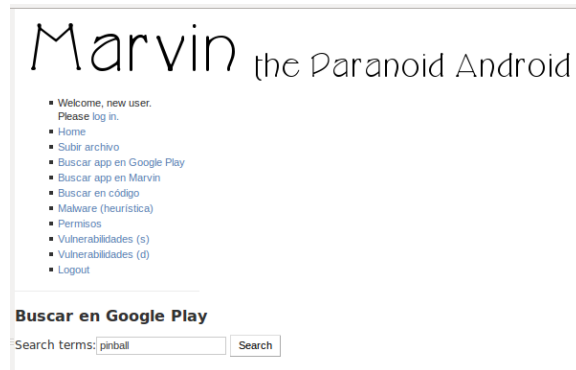 Marvin the Paranoid Android
Welcome, new user.
Please log in.
Home
Subir archivo
Buscar app en Google Play
Buscar app en Marvin
Buscar en código
Malware (heurística)
Permisos
Vulnerabilidades (s)
Vulnerabilidades (d)
Logout
Buscar en Google Play
Search terms: pinball Search